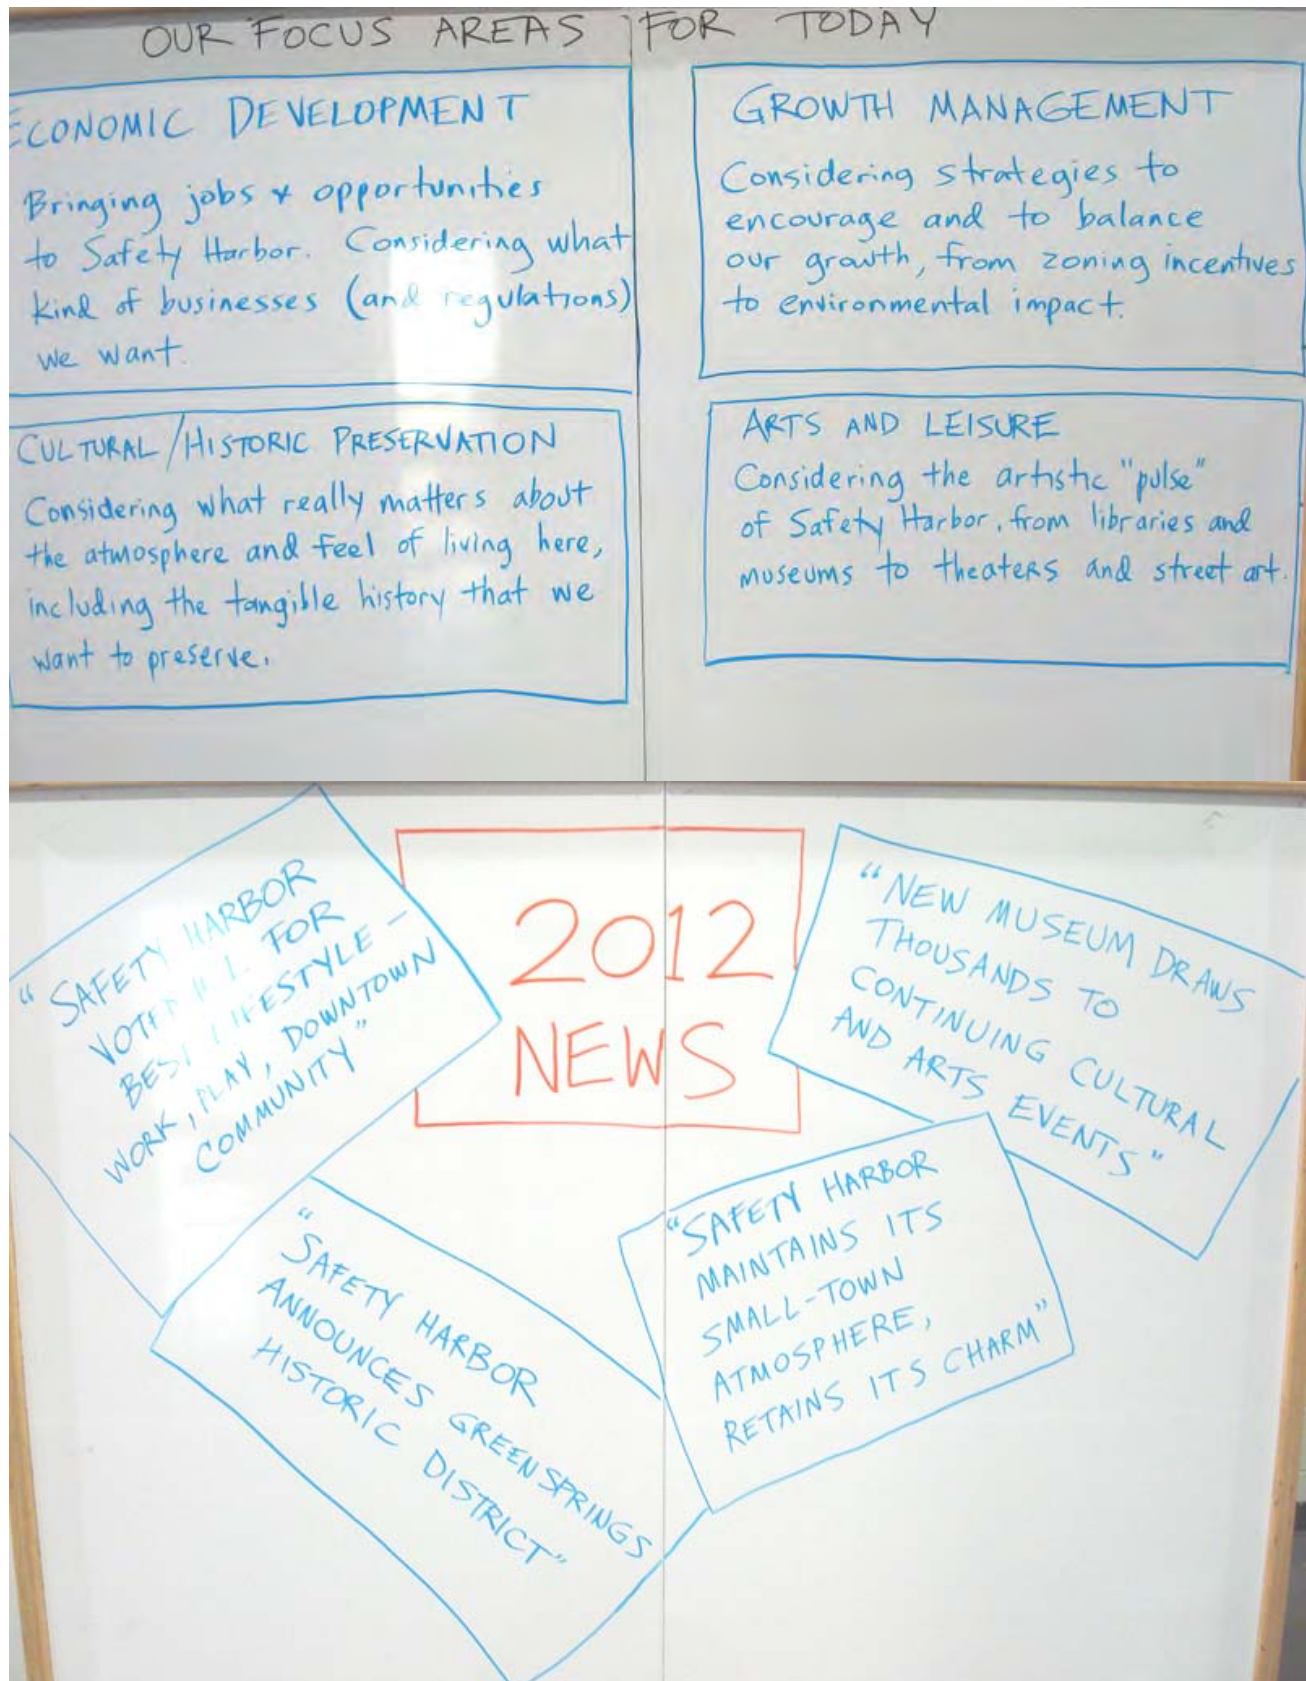 OUR FOCUS AREAS FOR TODAY
ECONOMIC DEVELOPMENT
Bringing jobs & opportunities
to Safety Harbor. Considering what
kind of businesses (and regulations)
we want.
GROWTH MANAGEMENT
Considering strategies to
encourage and to balance
our growth, from zoning incentives
to environmental impact.
CULTURAL/HISTORIC PRESERVATION
Considering what really matters about
the atmosphere and feel of living here,
including the tangible history that we
want to preserve.
ARTS AND LEISURE
Considering the artistic "pulse"
of Safety Harbor, from libraries and
museums to theaters and street art.
"SAFETY HARBOR
VOTED #1 FOR
BEST LIFESTYLE –
WORK, PLAY, DOWNTOWN
COMMUNITY"
2012
NEWS
"NEW MUSEUM DRAWS
THOUSANDS TO
CONTINUING CULTURAL
AND ARTS EVENTS"
"SAFETY HARBOR
ANNOUNCES GREEN SPRINGS
HISTORIC DISTRICT"
"SAFETY HARBOR
MAINTAINS ITS
SMALL-TOWN
ATMOSPHERE,
RETAINS ITS CHARM"